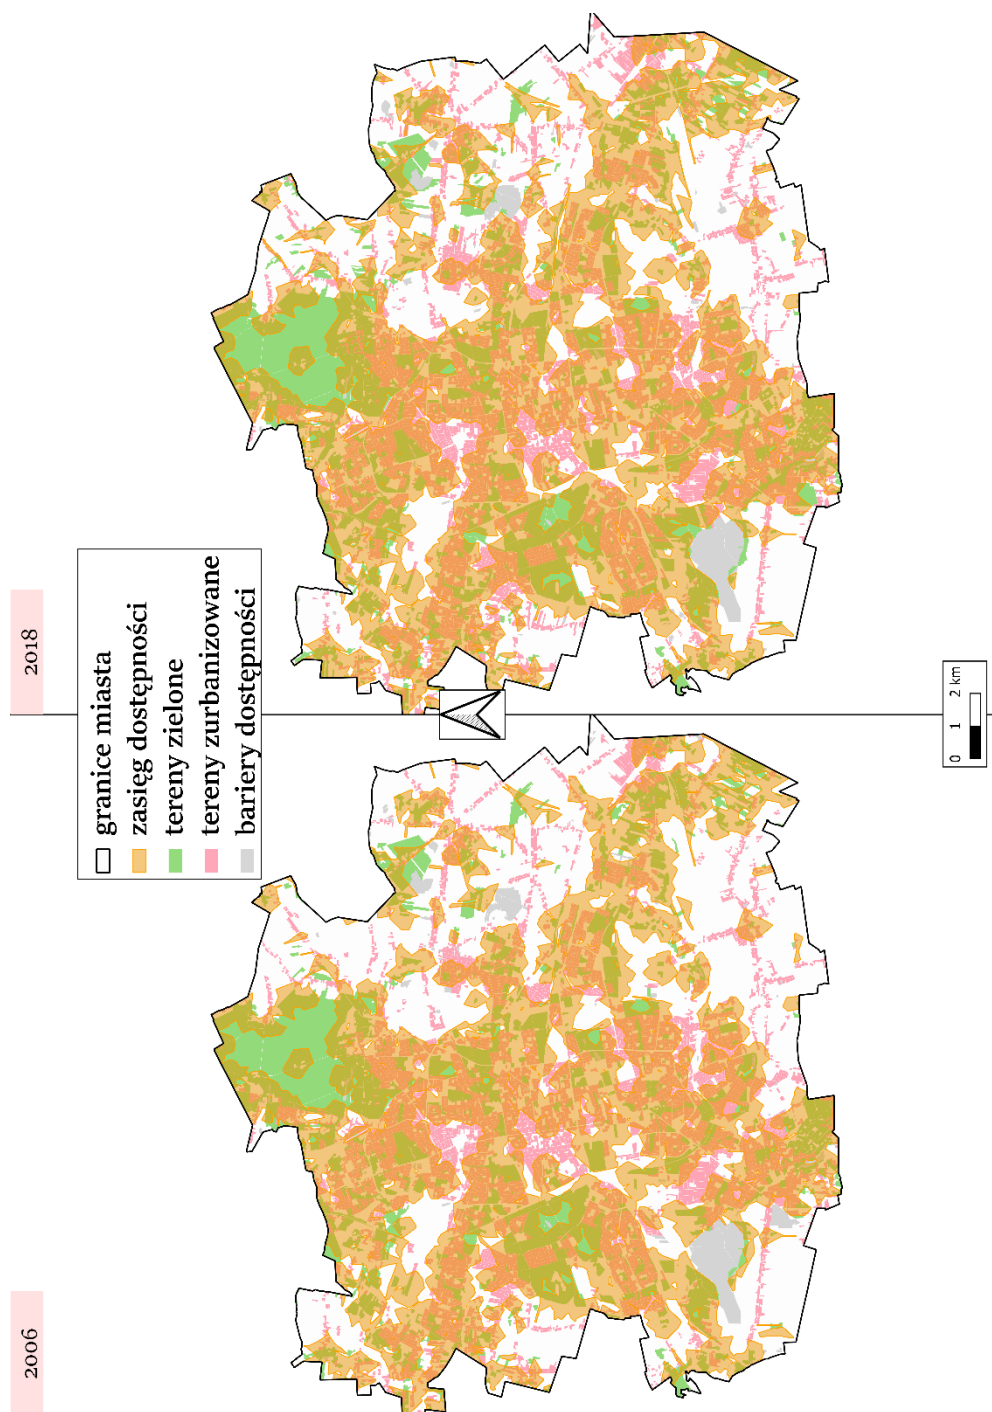 2006
2018
granice miasta
zasięg dostępności
tereny zielone
tereny zurbanizowane
bariery dostępności
0 1 2 km